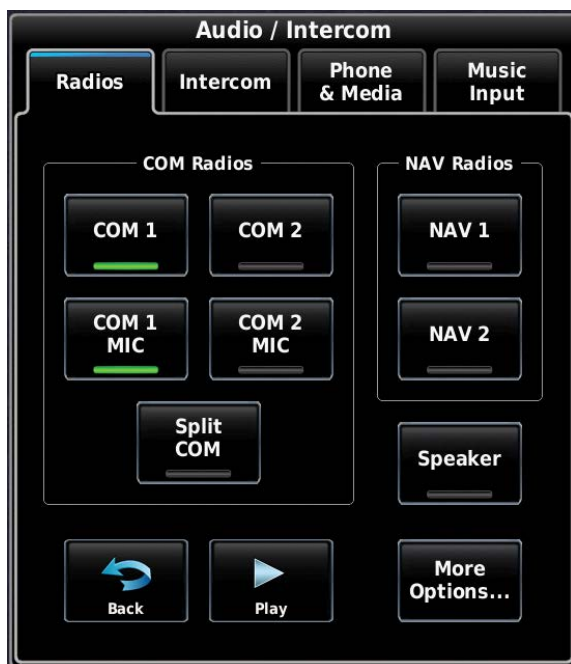 Audio / Intercom
Radios
Intercom
Phone
& Media
Music
Input
COM Radios
NAV Radios
COM 1
COM 2
NAV 1
COM 1
MIC
COM 2
MIC
NAV 2
Split
COM
Speaker
Back
Play
More
Options...